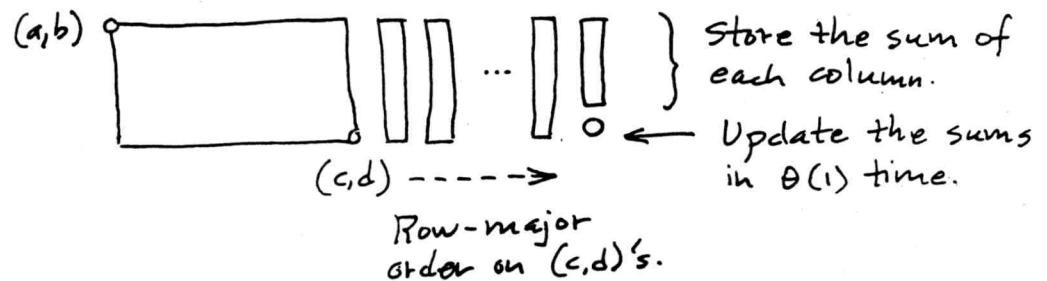 (a,b)
Store the sum of
each column.
...
Update the sums
in θ(1) time.
(c,d) ----->
Row-major
order on (c,d)'s.